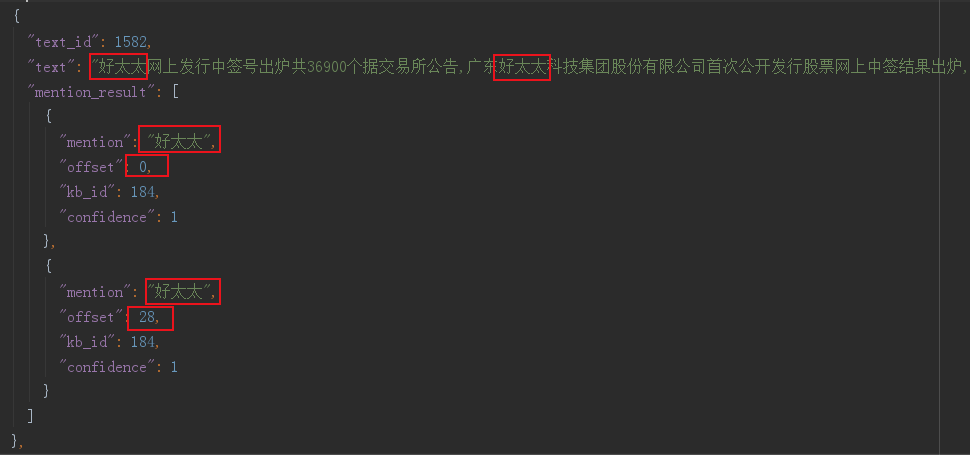 {
"text_id": 1582,
"text": "好太太网上发行中签号出炉共36900个据交易所公告,广东好太太科技集团股份有限公司首次公开发行股票网上中签结果出炉,
"mention_result": [
{
"mention": "好太太",
"offset": 0,
"kb_id": 184,
"confidence": 1
},
{
"mention": "好太太",
"offset": 28,
"kb_id": 184,
"confidence": 1
}
]
},